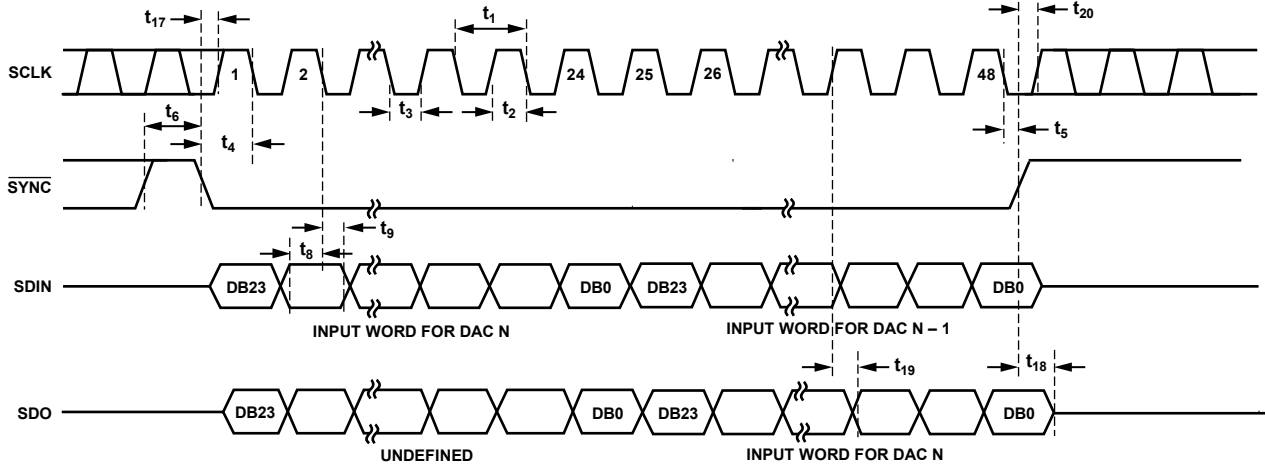 t17
t1
t20
SCLK
1
2
24
25
26
48
t3
t2
t6
t4
t5
SYNC
t9
t8
SDIN
DB23
DB0
DB23
DB0
INPUT WORD FOR DAC N
INPUT WORD FOR DAC N – 1
t19
t18
SDO
DB23
DB0
DB23
DB0
UNDEFINED
INPUT WORD FOR DAC N